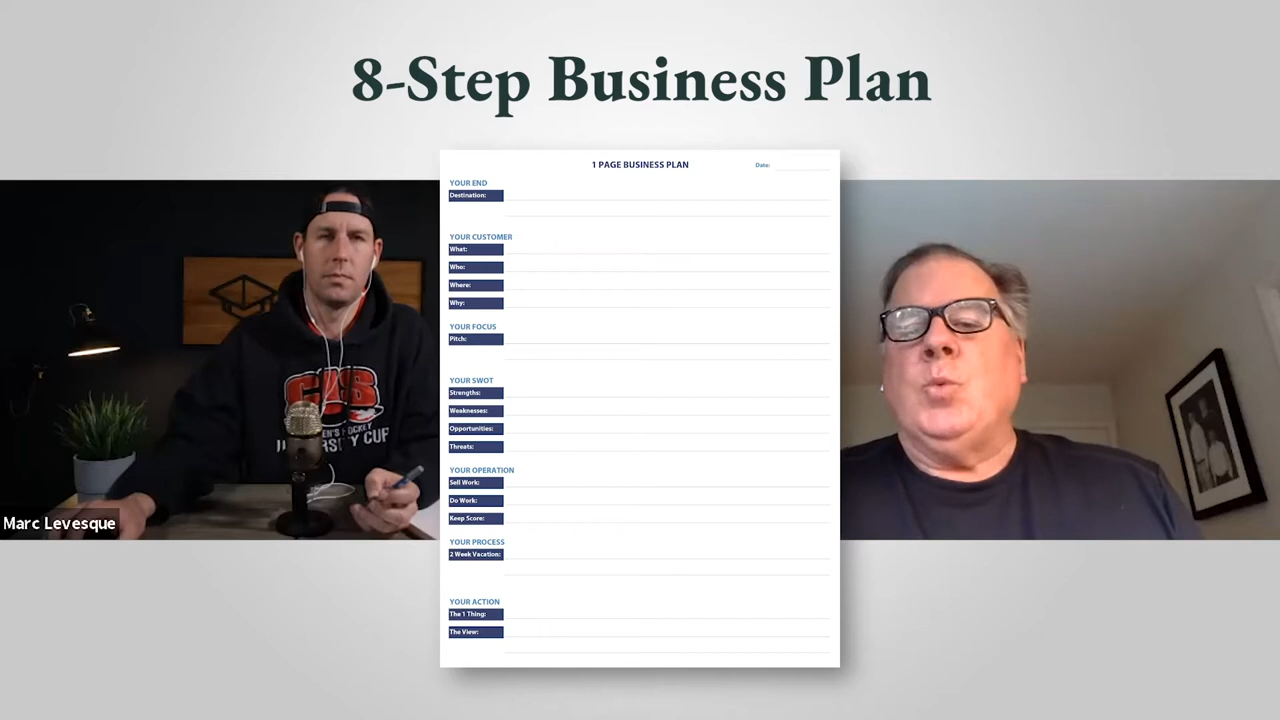 8-Step Business Plan
1 PAGE BUSINESS PLAN
Date:
YOUR END
Destination:
YOUR CUSTOMER
What:
Who:
Where:
Why:
YOUR FOCUS
Pitch:
YOUR SWOT
Strengths:
Weaknesses:
Opportunities:
Threats:
YOUR OPERATION
Sell Work:
Do Work:
Keep Score:
YOUR PROCESS
2 Week Vacation:
YOUR ACTION
The 1 Thing:
The View:
CIS
Marc Levesque